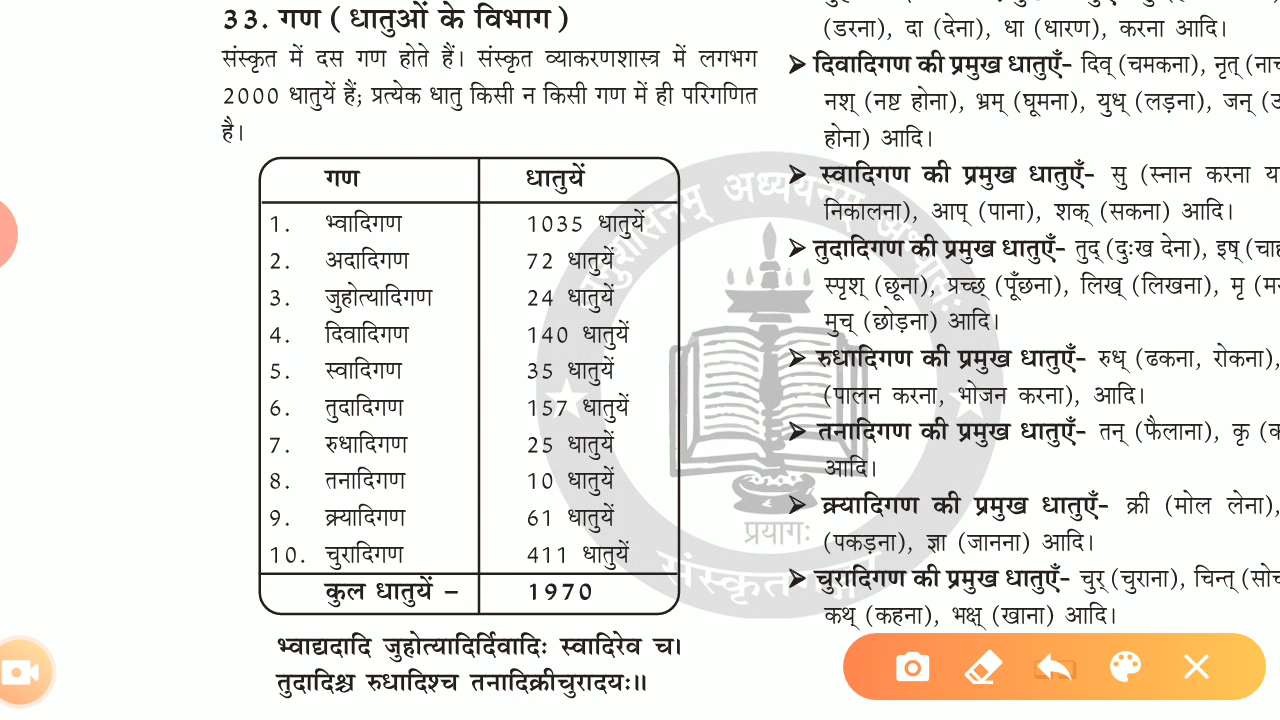 33. गण ( धातुओं के विभाग )
संस्कृत में दस गण होते हैं। संस्कृत व्याकरणशास्त्र में लगभग
2000 धातुयें हैं; प्रत्येक धातु किसी न किसी गण में ही परिगणित
है।
गण धातुयें
1. भ्वादिगण 1035 धातुयें
2. अदादिगण 72 धातुयें
3. जुहोत्यादिगण 24 धातुयें
4. दिवादिगण 140 धातुयें
5. स्वादिगण 35 धातुयें
6. तुदादिगण 157 धातुयें
7. रुधादिगण 25 धातुयें
8. तनादिगण 10 धातुयें
9. क्र्यादिगण 61 धातुयें
10. चुरादिगण 411 धातुयें
कुल धातुयें – 1970
भ्वाद्यदादि जुहोत्यादिर्दिवादिः स्वादिरेव च।
तुदादिश्च रुधादिश्च तनादिक्रीचुरादयः॥
(डरना), दा (देना), धा (धारण), करना आदि।
➤ दिवादिगण की प्रमुख धातुएँ- दिव् (चमकना), नृत्
नश् (नष्ट होना), भ्रम् (घूमना), युध् (लड़ना), जन्
होना) आदि।
➤ स्वादिगण की प्रमुख धातुएँ- सु (स्नान करना
निकालना), आप् (पाना), शक् (सकना) आदि।
➤ तुदादिगण की प्रमुख धातुएँ- तुद् (दुःख देना), इष्
स्पृश् (छूना), प्रच्छ् (पूँछना), लिख् (लिखना), मृ
मुच् (छोड़ना) आदि।
➤ रुधादिगण की प्रमुख धातुएँ- रुध् (ढकना, रोकना),
(पालन करना, भोजन करना), आदि।
➤ तनादिगण की प्रमुख धातुएँ- तन् (फैलाना), कृ
आदि।
➤ क्र्यादिगण की प्रमुख धातुएँ- क्री (मोल लेना),
(पकड़ना), ज्ञा (जानना) आदि।
➤ चुरादिगण की प्रमुख धातुएँ- चुर् (चुराना), चिन्त्
कथ् (कहना), भक्ष् (खाना) आदि।
अध्ययनम्
प्रयागः